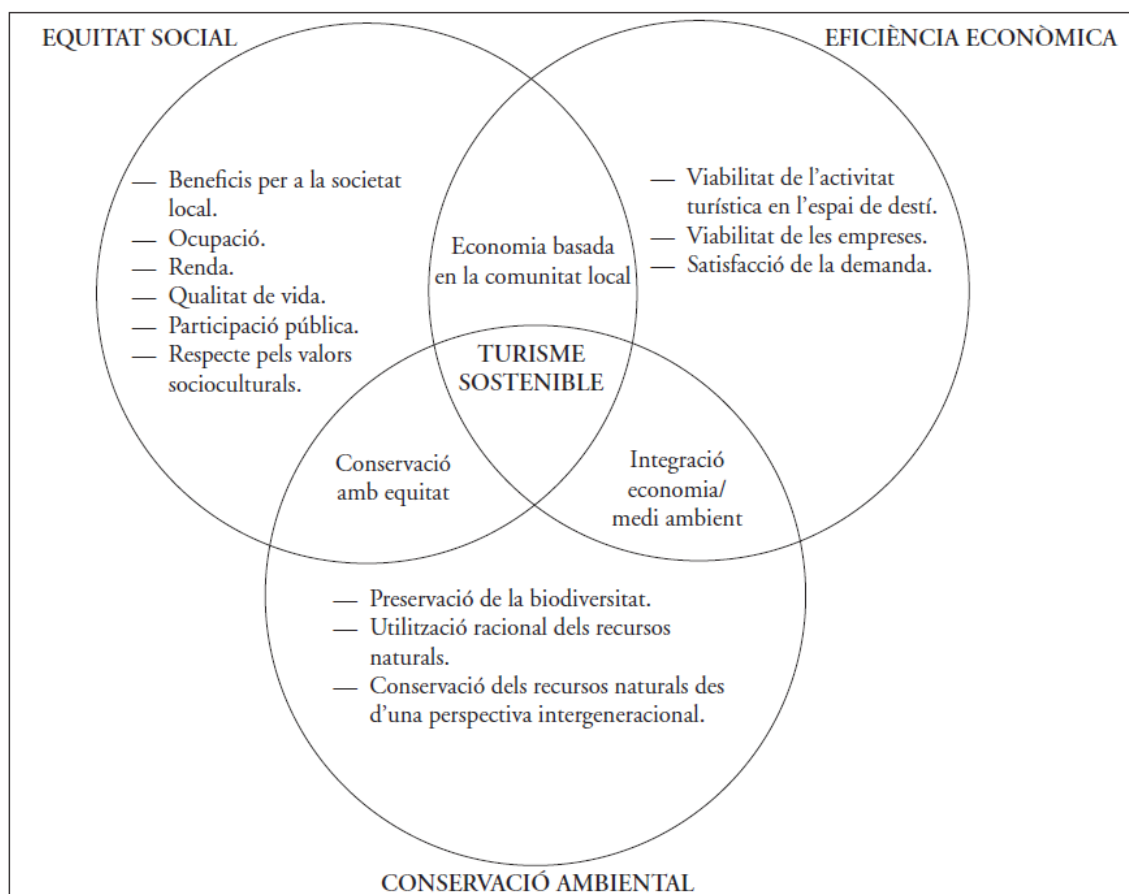 EQUITAT SOCIAL
EFICIÈNCIA ECONÒMICA
— Beneficis per a la societat
local.
— Ocupació.
— Renda.
— Qualitat de vida.
— Participació pública.
— Respecte pels valors
socioculturals.
Economia basada
en la comunitat local
— Viabilitat de l’activitat
turística en l’espai de destí.
— Viabilitat de les empreses.
— Satisfacció de la demanda.
TURISME
SOSTENIBLE
Conservació
amb equitat
Integració
economia/
medi ambient
— Preservació de la biodiversitat.
— Utilització racional dels recursos
naturals.
— Conservació dels recursos naturals des
d’una perspectiva intergeneracional.
CONSERVACIÓ AMBIENTAL